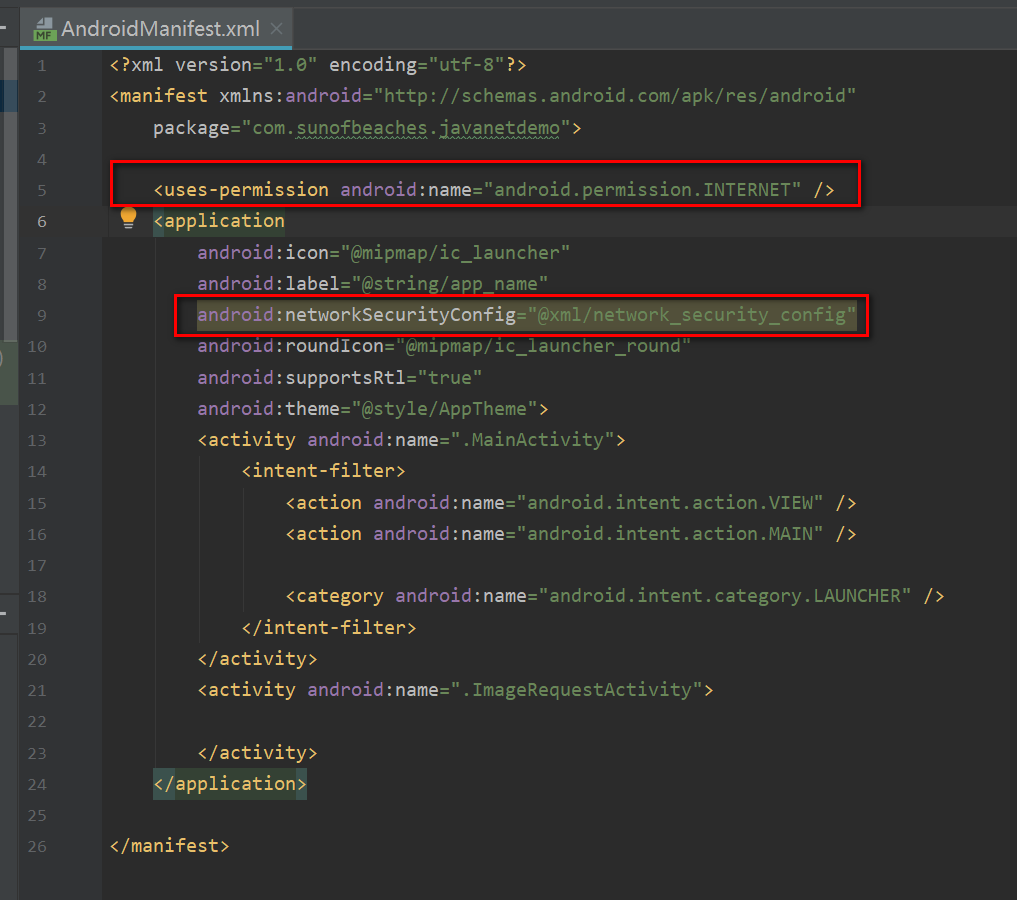 AndroidManifest.xml
1 <?xml version="1.0" encoding="utf-8"?>
2 <manifest xmlns:android="http://schemas.android.com/apk/res/android"
3 package="com.sunofbeaches.javanetdemo">
4
5 <uses-permission android:name="android.permission.INTERNET" />
6 <application
7 android:icon="@mipmap/ic_launcher"
8 android:label="@string/app_name"
9 android:networkSecurityConfig="@xml/network_security_config"
10 android:roundIcon="@mipmap/ic_launcher_round"
11 android:supportsRtl="true"
12 android:theme="@style/AppTheme">
13 <activity android:name=".MainActivity">
14 <intent-filter>
15 <action android:name="android.intent.action.VIEW" />
16 <action android:name="android.intent.action.MAIN" />
17
18 <category android:name="android.intent.category.LAUNCHER" />
19 </intent-filter>
20 </activity>
21 <activity android:name=".ImageRequestActivity">
22
23 </activity>
24 </application>
25
26 </manifest>